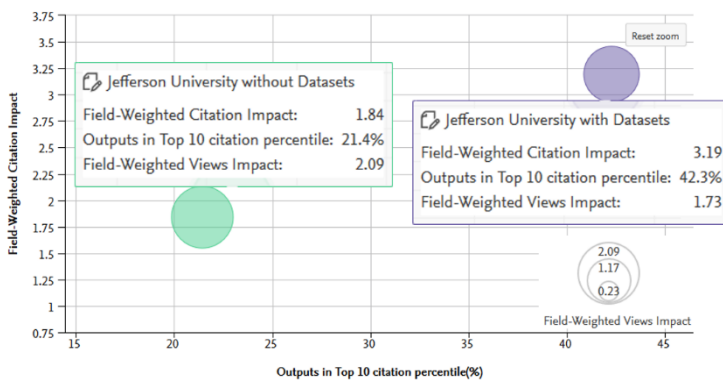 3.75
3.5
3.25
3
2.75
2.5
2.25
2
1.75
1.5
1.25
1
0.75
Field-Weighted Citation Impact
Reset zoom
Jefferson University without Datasets
Field-Weighted Citation Impact: 1.84
Outputs in Top 10 citation percentile: 21.4%
Field-Weighted Views Impact: 2.09
Jefferson University with Datasets
Field-Weighted Citation Impact: 3.19
Outputs in Top 10 citation percentile: 42.3%
Field-Weighted Views Impact: 1.73
2.09
1.17
0.23
Field-Weighted Views Impact
15 20 25 30 35 40 45
Outputs in Top 10 citation percentile(%)